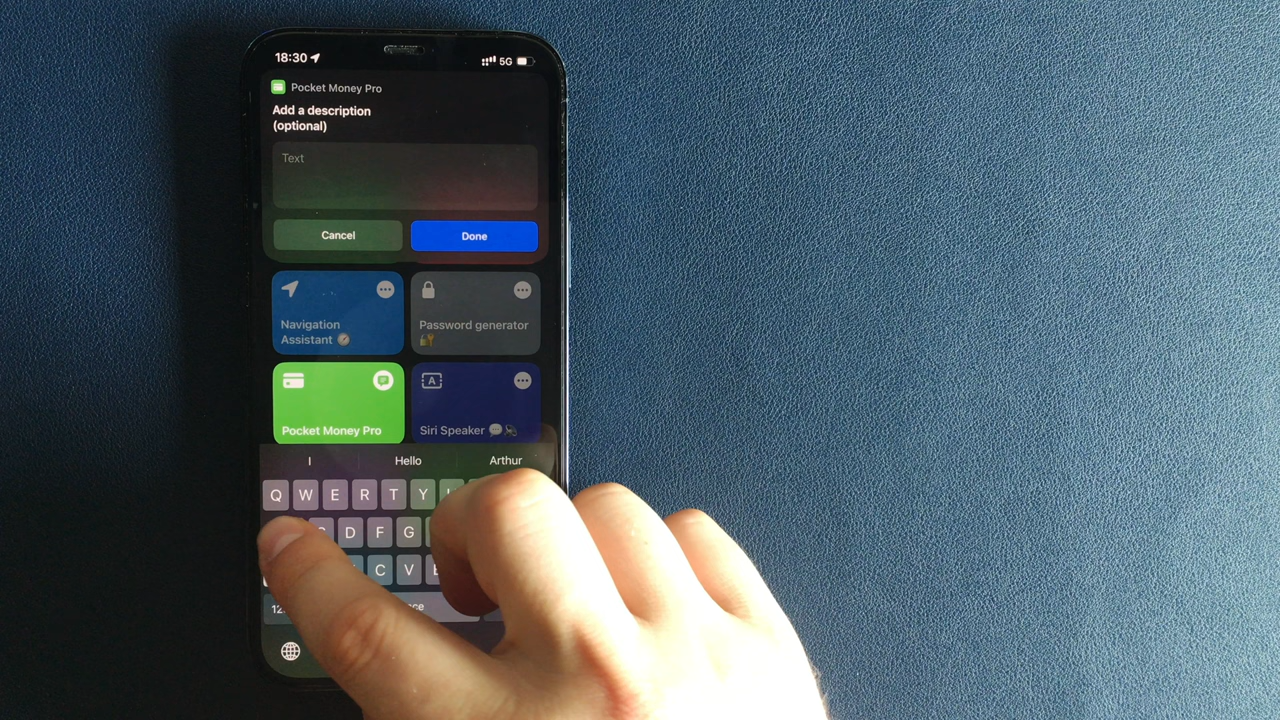 18:30 5G
Pocket Money Pro
Add a description
(optional)
Text
Cancel Done
Navigation
Assistant 🧭
Password generator
🔐
Pocket Money Pro
Siri Speaker 💬🔊
I Hello Arthur
Q W E R T Y
D F G
C V